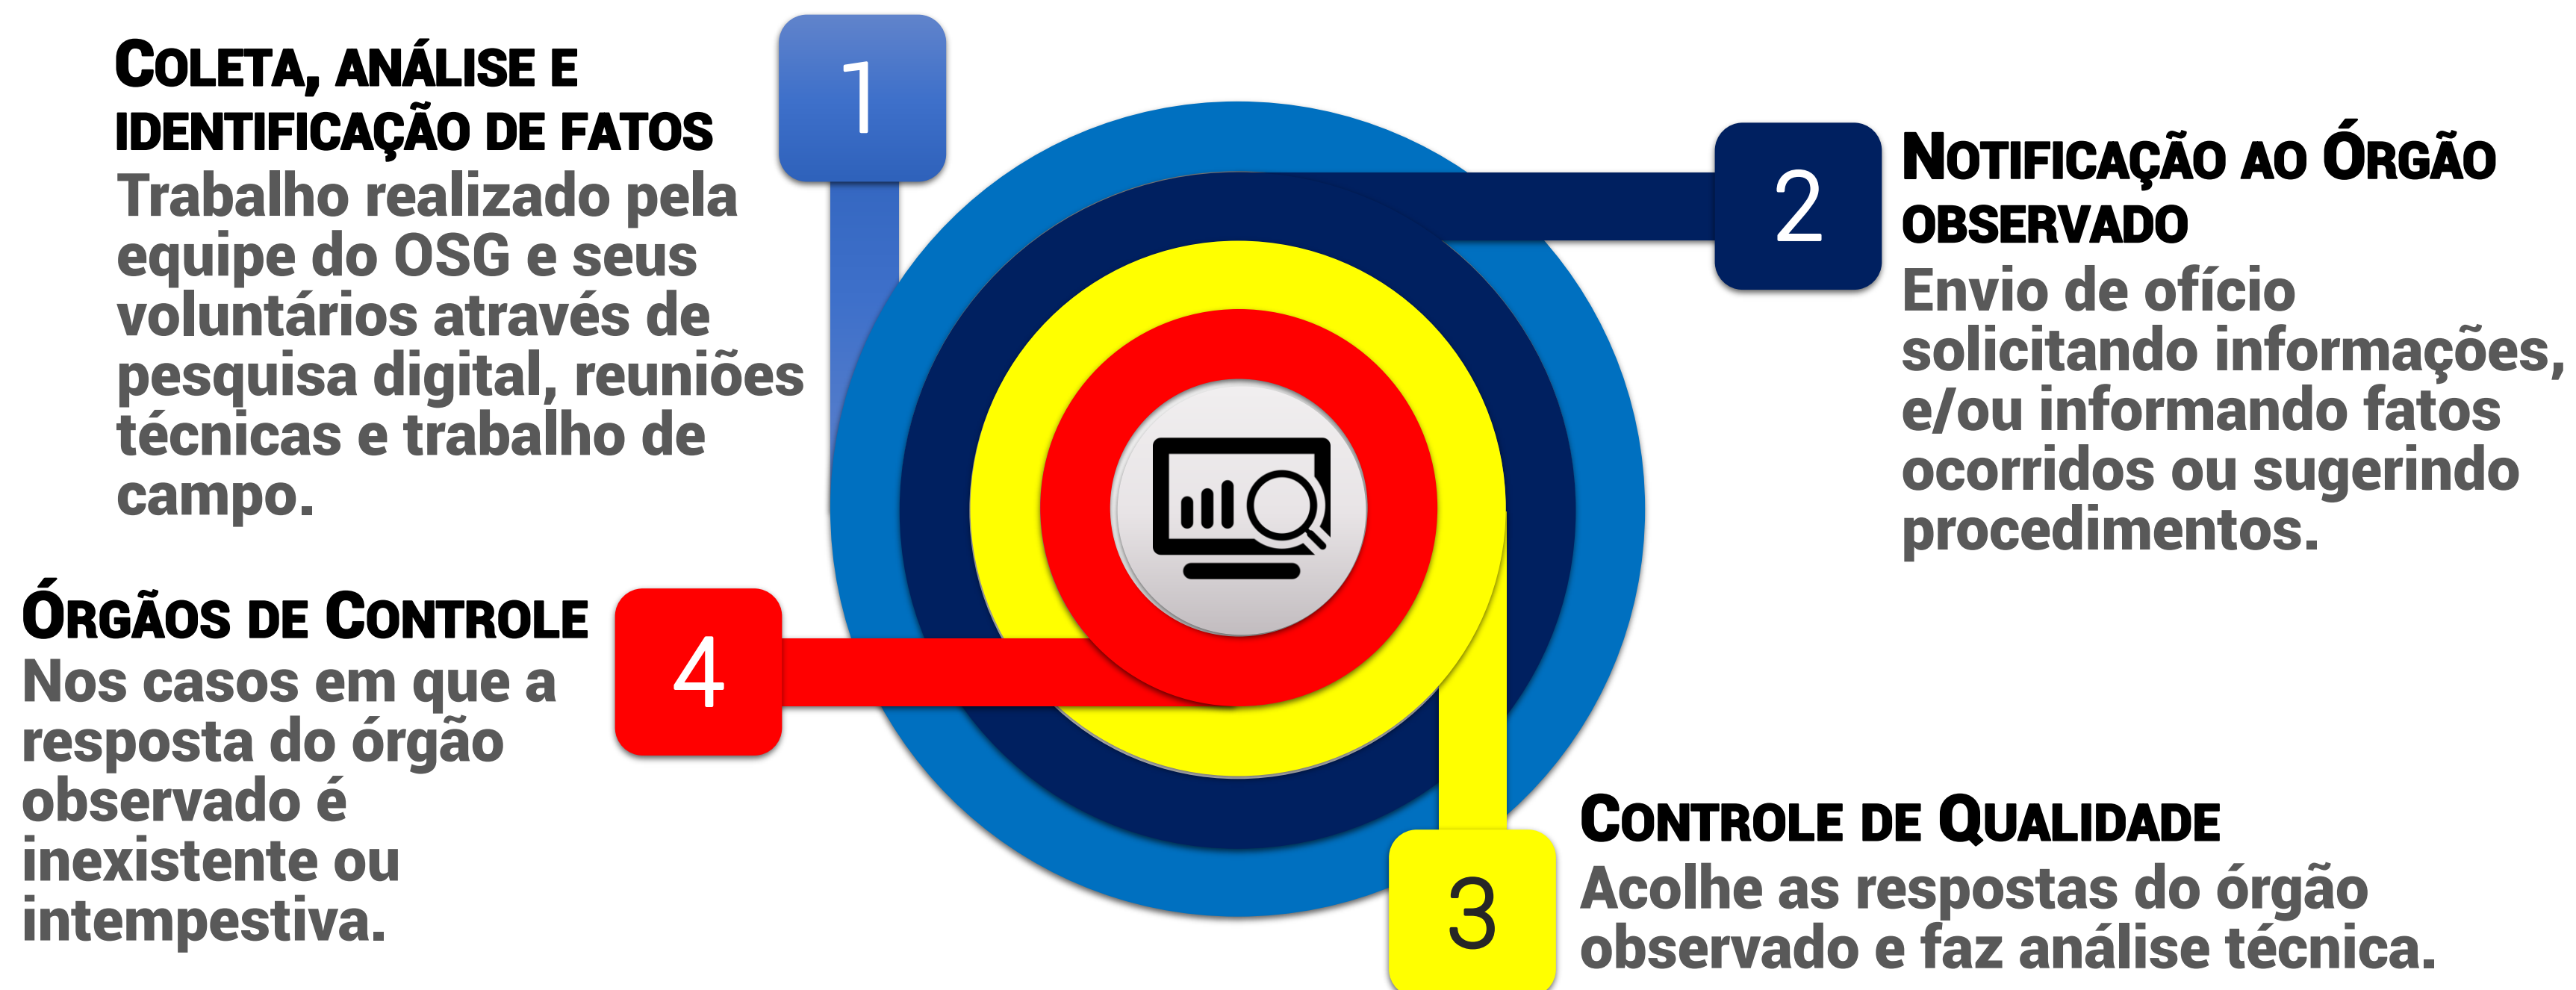 1
COLETA, ANÁLISE E
IDENTIFICAÇÃO DE FATOS
Trabalho realizado pela
equipe do OSG e seus
voluntários através de
pesquisa digital, reuniões
técnicas e trabalho de
campo.
2
NOTIFICAÇÃO AO ÓRGÃO
OBSERVADO
Envio de ofício
solicitando informações,
e/ou informando fatos
ocorridos ou sugerindo
procedimentos.
3
CONTROLE DE QUALIDADE
Acolhe as respostas do órgão
observado e faz análise técnica.
4
ÓRGÃOS DE CONTROLE
Nos casos em que a
resposta do órgão
observado é
inexistente ou
intempestiva.